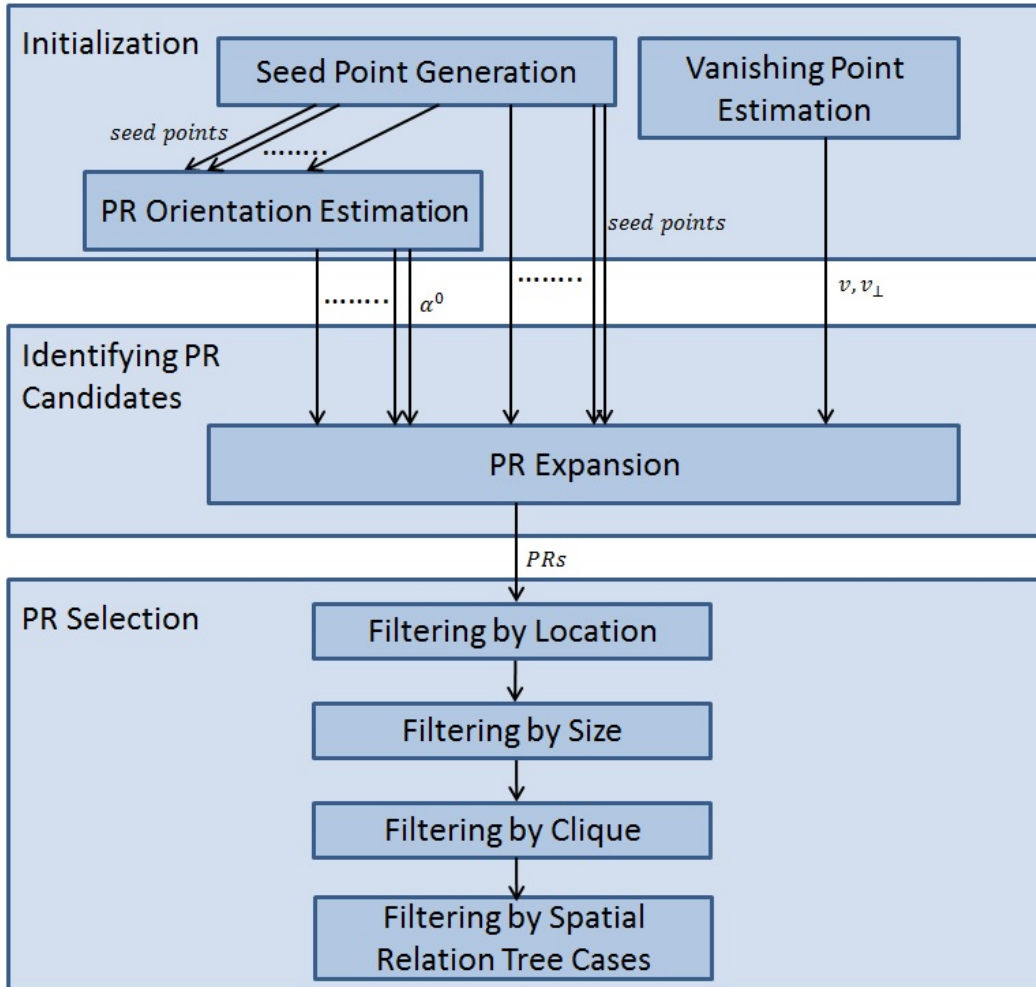 Initialization
Seed Point Generation
Vanishing Point
Estimation
seed points
........
PR Orientation Estimation
seed points
........
........
α⁰
v, v⊥
Identifying PR
Candidates
PR Expansion
PRs
PR Selection
Filtering by Location
Filtering by Size
Filtering by Clique
Filtering by Spatial
Relation Tree Cases